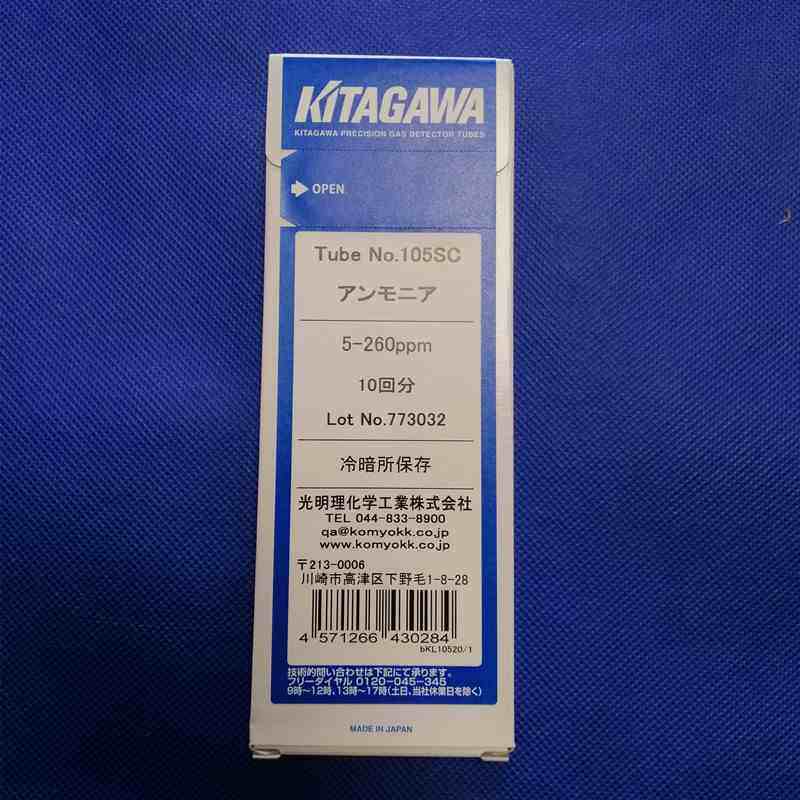 KITAGAWA
KITAGAWA PRECISION GAS DETECTOR TUBES
OPEN
Tube No.105SC
アンモニア
5-260ppm
10回分
Lot No.773032
冷暗所保存
光明理化学工業株式会社
TEL 044-833-8900
qa@komyokk.co.jp
www.komyokk.co.jp
〒213-0006
川崎市高津区下野毛1-8-28
4 571266 430284
bKL10520/1
技術的問い合わせは下記にて承ります。
フリーダイヤル 0120-045-345
9時〜12時、13時〜17時(土日、当社休業日を除く)
MADE IN JAPAN